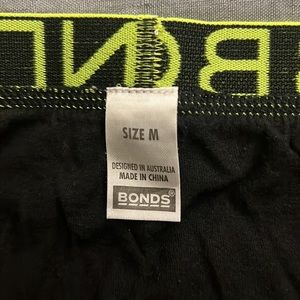 SIZE M
DESIGNED IN AUSTRALIA
MADE IN CHINA
BONDS